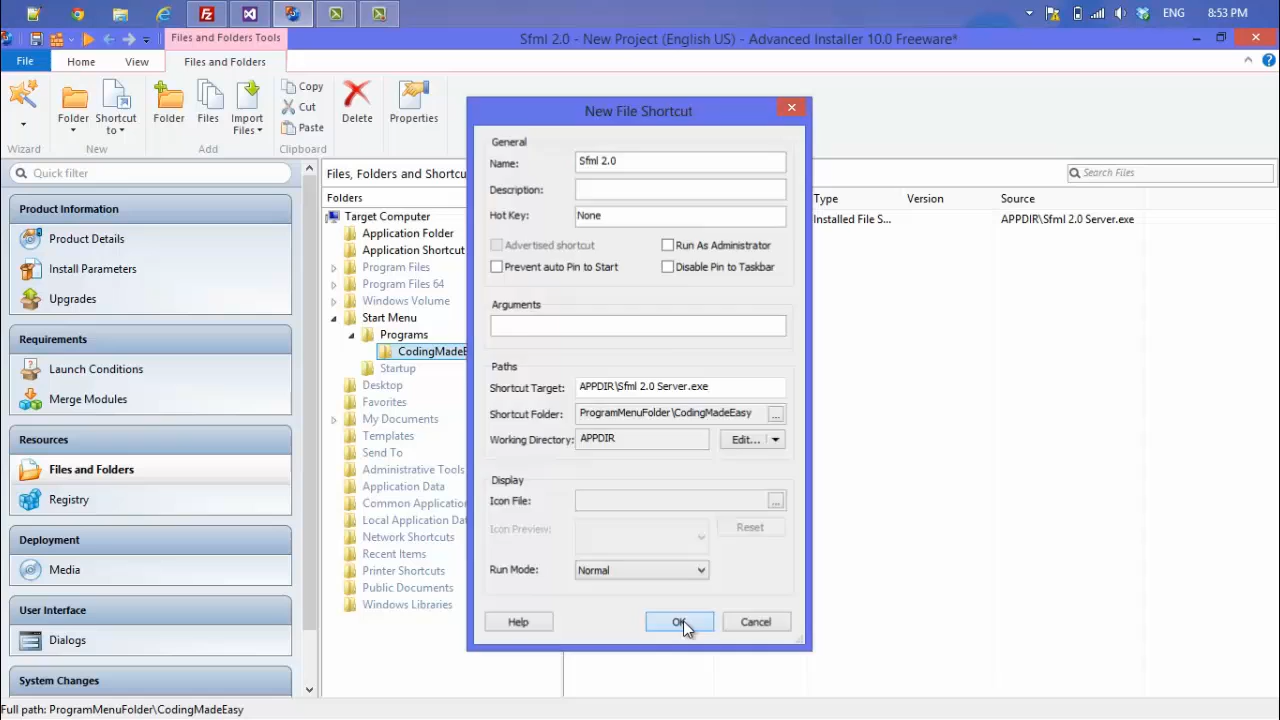 ENG
8:53 PM
Files and Folders Tools
Sfml 2.0 - New Project (English US) - Advanced Installer 10.0 Freeware*
File
Home
View
Files and Folders
Folder
Shortcut to
Folder
Files
Import Files
Copy
Cut
Paste
Delete
Properties
Wizard
New
Add
Clipboard
Quick filter
Product Information
Product Details
Install Parameters
Upgrades
Requirements
Launch Conditions
Merge Modules
Resources
Files and Folders
Registry
Deployment
Media
User Interface
Dialogs
System Changes
Files, Folders and Shortcu
Folders
Target Computer
Application Folder
Application Shortcut
Program Files
Program Files 64
Windows Volume
Start Menu
Programs
CodingMadeE
Startup
Desktop
Favorites
My Documents
Templates
Send To
Administrative Tools
Application Data
Common Application
Local Application Dat
Network Shortcuts
Recent Items
Printer Shortcuts
Public Documents
Windows Libraries
New File Shortcut
General
Name: Sfml 2.0
Description:
Hot Key: None
Advertised shortcut
Run As Administrator
Prevent auto Pin to Start
Disable Pin to Taskbar
Arguments
Paths
Shortcut Target: APPDIR\Sfml 2.0 Server.exe
Shortcut Folder: ProgramMenuFolder\CodingMadeEasy ...
Working Directory: APPDIR Edit...
Display
Icon File: ...
Icon Preview:
Reset
Run Mode: Normal
Help
OK
Cancel
Search Files
Type
Version
Source
Installed File S...
APPDIR\Sfml 2.0 Server.exe
Full path: ProgramMenuFolder\CodingMadeEasy